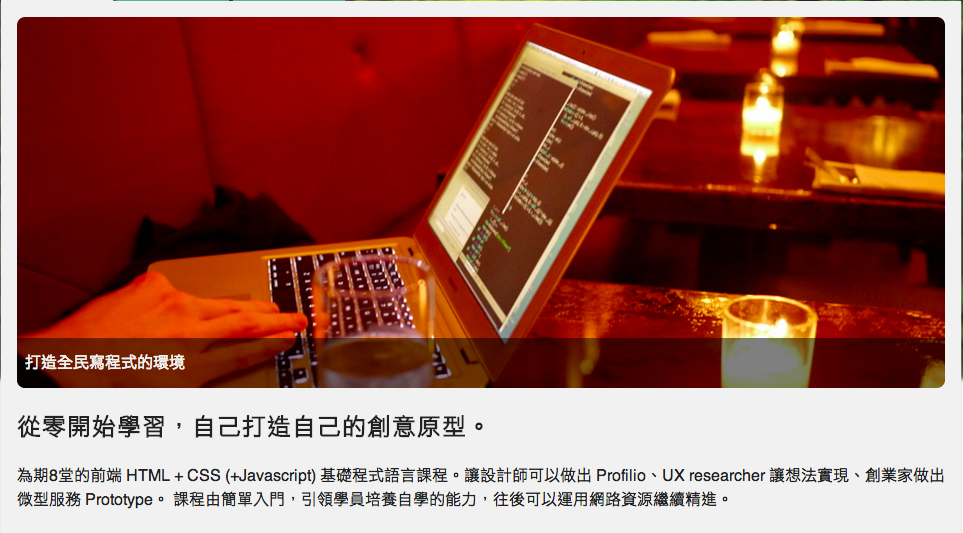 打造全民寫程式的環境
從零開始學習，自己打造自己的創意原型。
為期8堂的前端 HTML + CSS (+Javascript) 基礎程式語言課程。讓設計師可以做出 Profilio、UX researcher 讓想法實現、創業家做出
微型服務 Prototype。 課程由簡單入門，引領學員培養自學的能力，往後可以運用網路資源繼續精進。